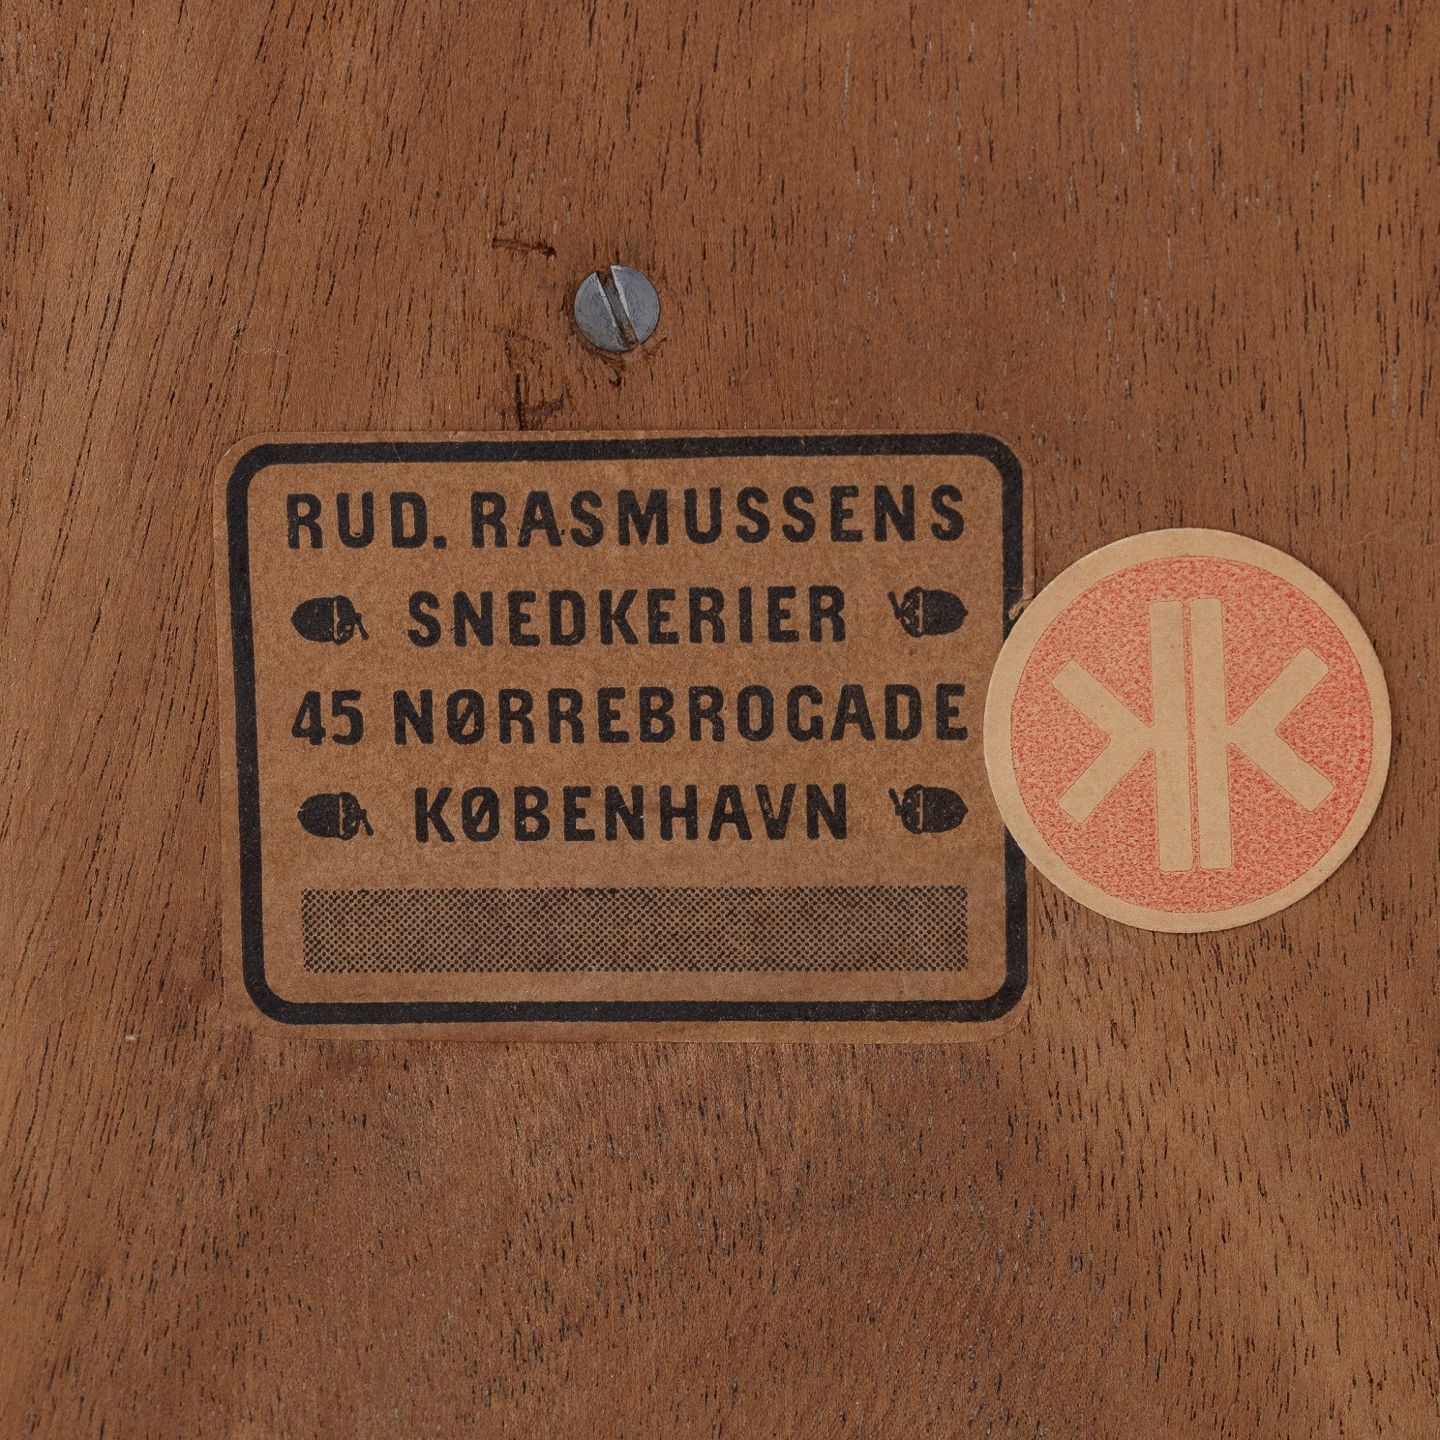 RUD. RASMUSSENS
SNEDKERIER
45 NØRREBROGADE
KØBENHAVN